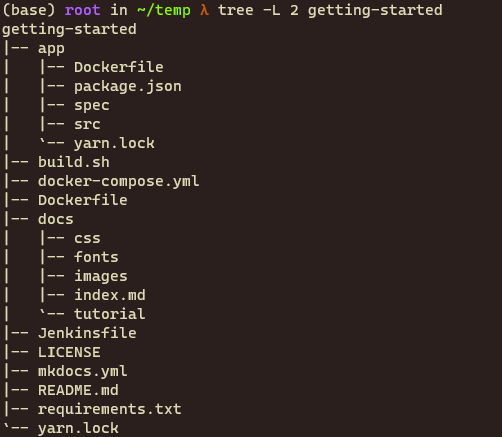 (base) root in ~/temp λ tree -L 2 getting-started
getting-started
|-- app
|   |-- Dockerfile
|   |-- package.json
|   |-- spec
|   |-- src
|   `-- yarn.lock
|-- build.sh
|-- docker-compose.yml
|-- Dockerfile
|-- docs
|   |-- css
|   |-- fonts
|   |-- images
|   |-- index.md
|   `-- tutorial
|-- Jenkinsfile
|-- LICENSE
|-- mkdocs.yml
|-- README.md
|-- requirements.txt
`-- yarn.lock